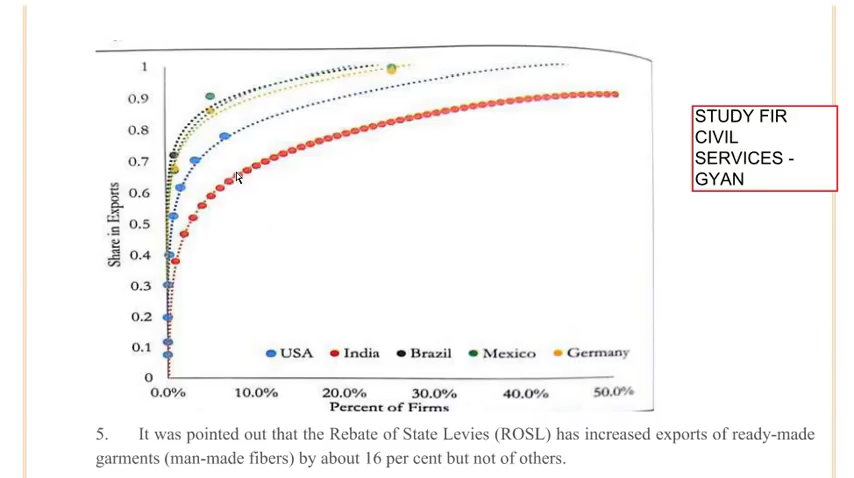 1
0.9
0.8
0.7
0.6
0.5
0.4
0.3
0.2
0.1
0
Share in Exports
USA India Brazil Mexico Germany
0.0% 10.0% 20.0% 30.0% 40.0% 50.0%
Percent of Firms
STUDY FIR
CIVIL
SERVICES -
GYAN
5. It was pointed out that the Rebate of State Levies (ROSL) has increased exports of ready-made
garments (man-made fibers) by about 16 per cent but not of others.